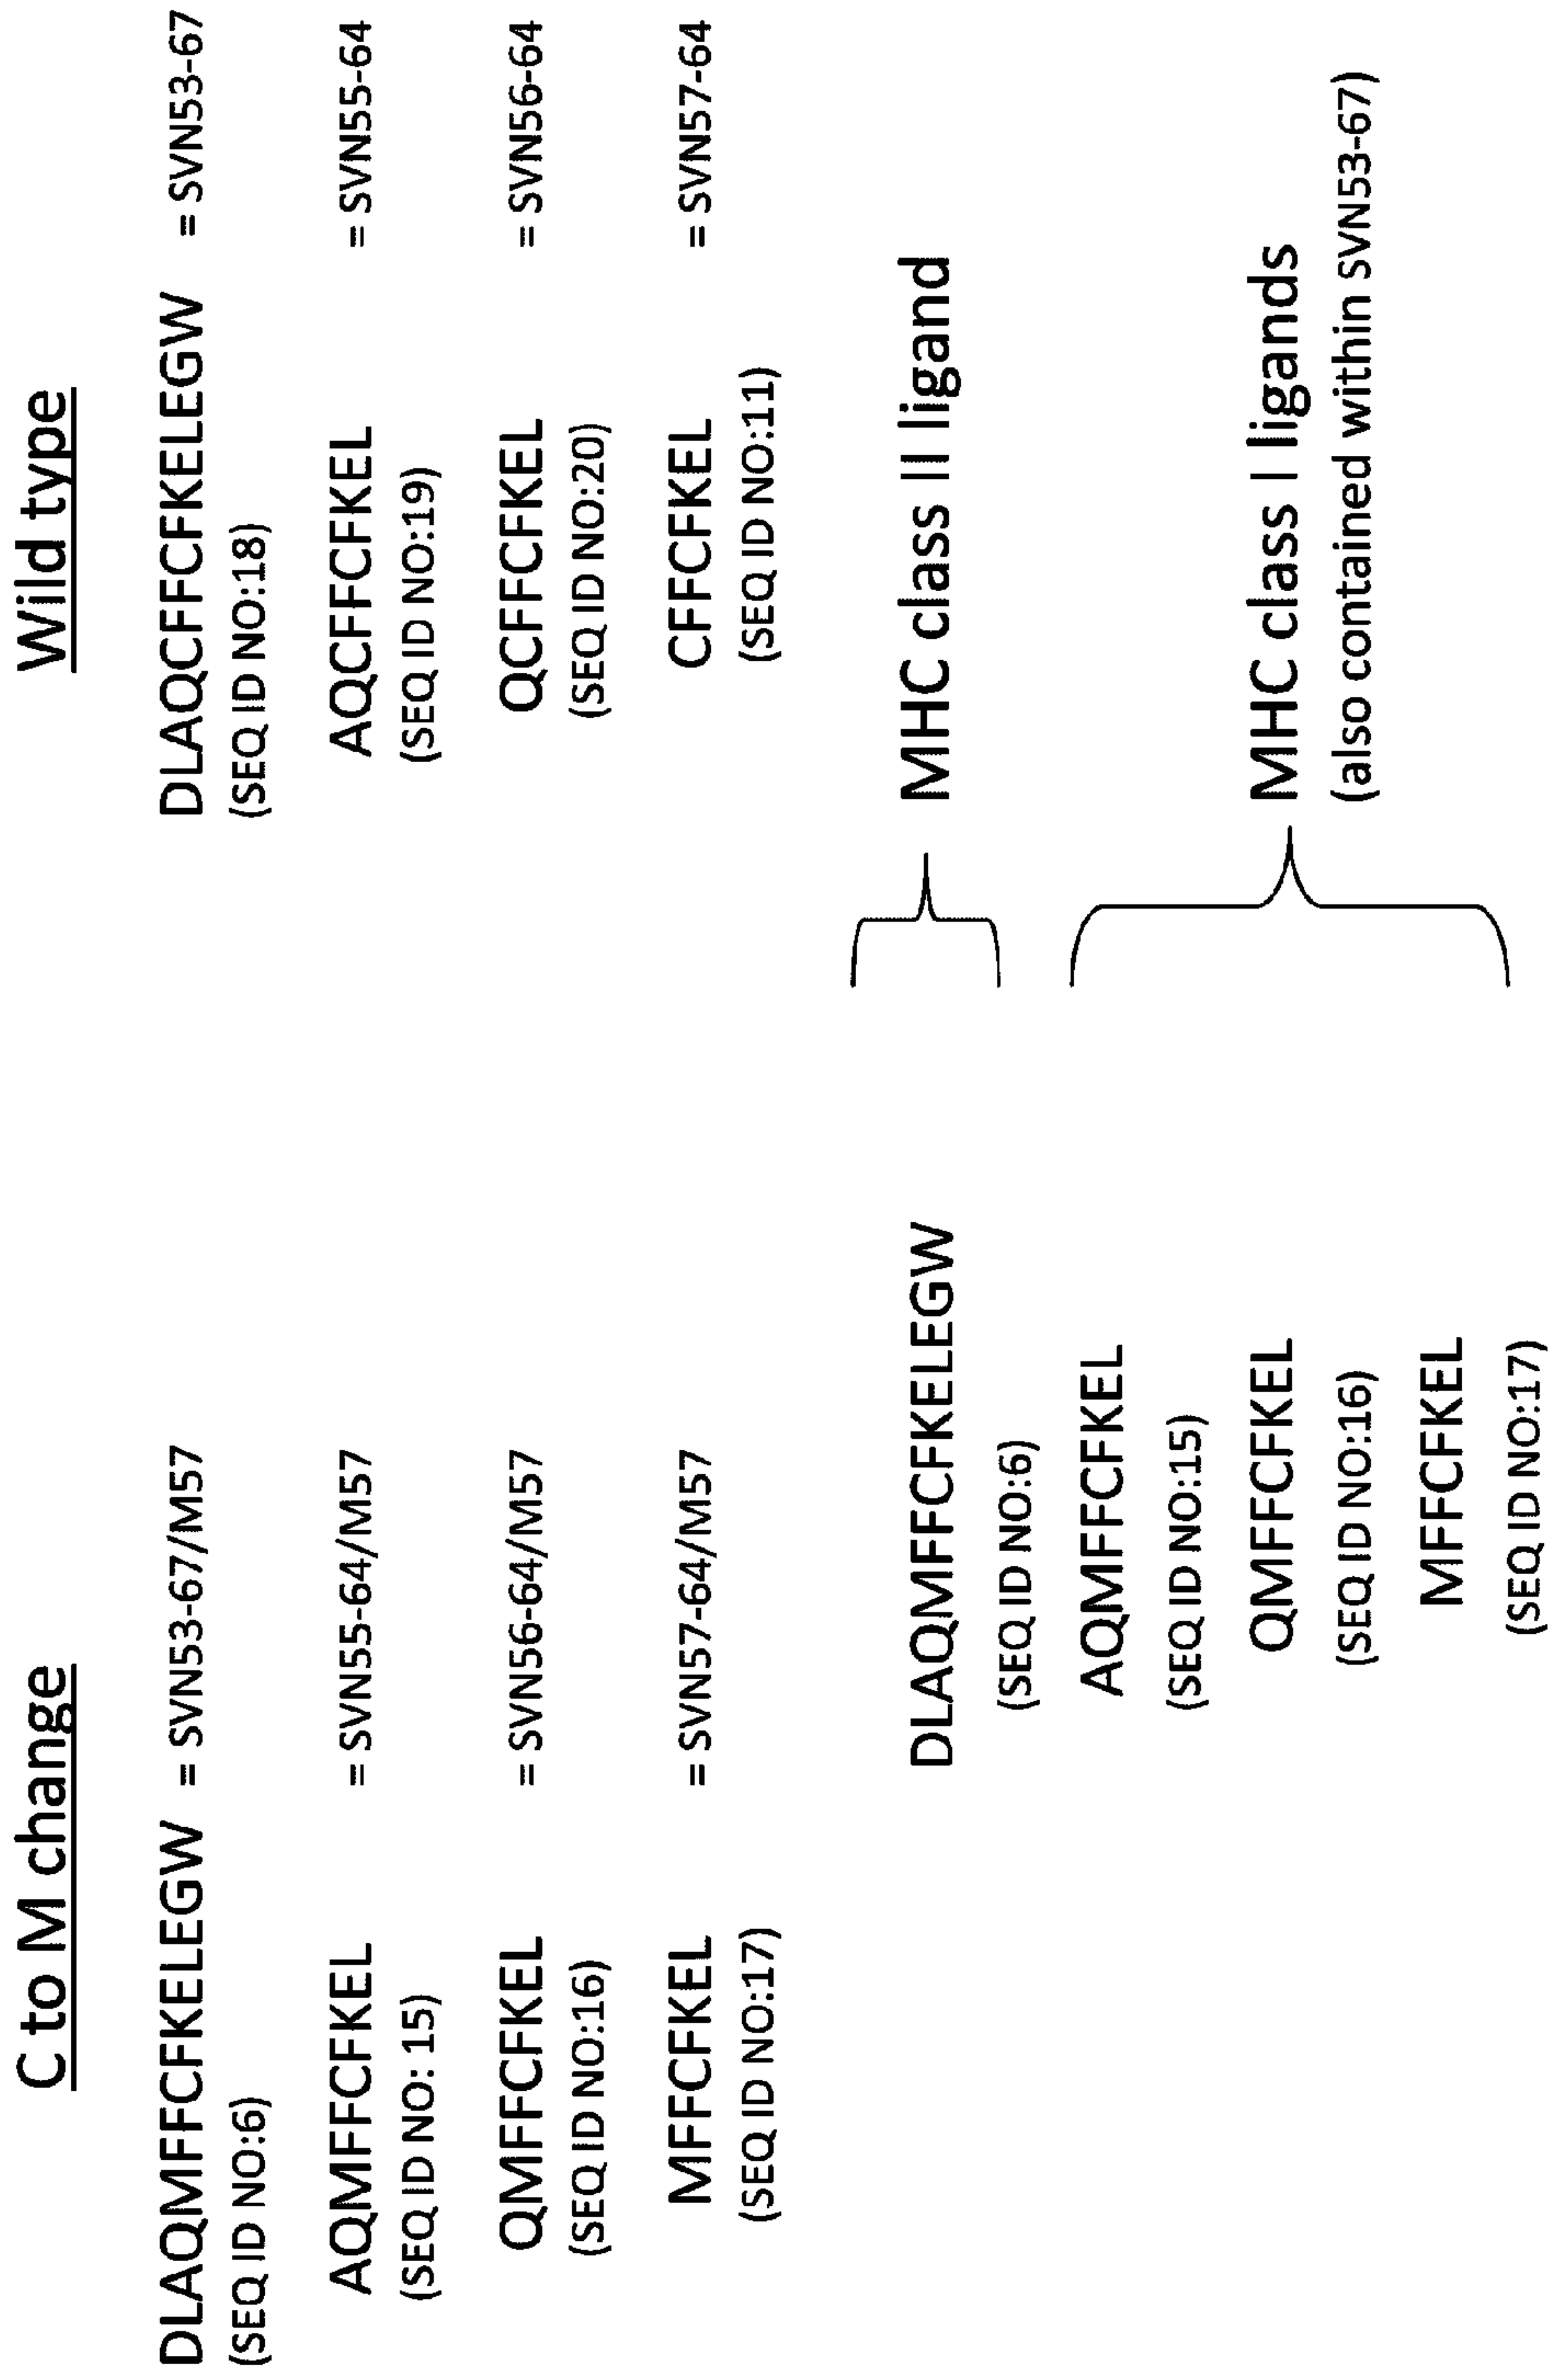 C to M change
DLAQMFFCFKELEGW = SVN53-67/M57
(SEQ ID NO:6)
AQMFFCFKEL = SVN55-64/M57
(SEQ ID NO: 15)
QMFFCFKEL = SVN56-64/M57
(SEQ ID NO:16)
MFFCFKEL = SVN57-64/M57
(SEQ ID NO:17)
Wild type
DLAQCFFCFKELEGW = SVN53-67
(SEQ ID NO:18)
AQCFFCFKEL = SVN55-64
(SEQ ID NO:19)
QCFFCFKEL = SVN56-64
(SEQ ID NO:20)
CFFCFKEL = SVN57-64
(SEQ ID NO:11)
DLAQMFFCFKELEGW
(SEQ ID NO:6)
MHC class II ligand
AQMFFCFKEL
(SEQ ID NO:15)
QMFFCFKEL
(SEQ ID NO:16)
MFFCFKEL
(SEQ ID NO:17)
MHC class I ligands
(also contained within SVN53-67)